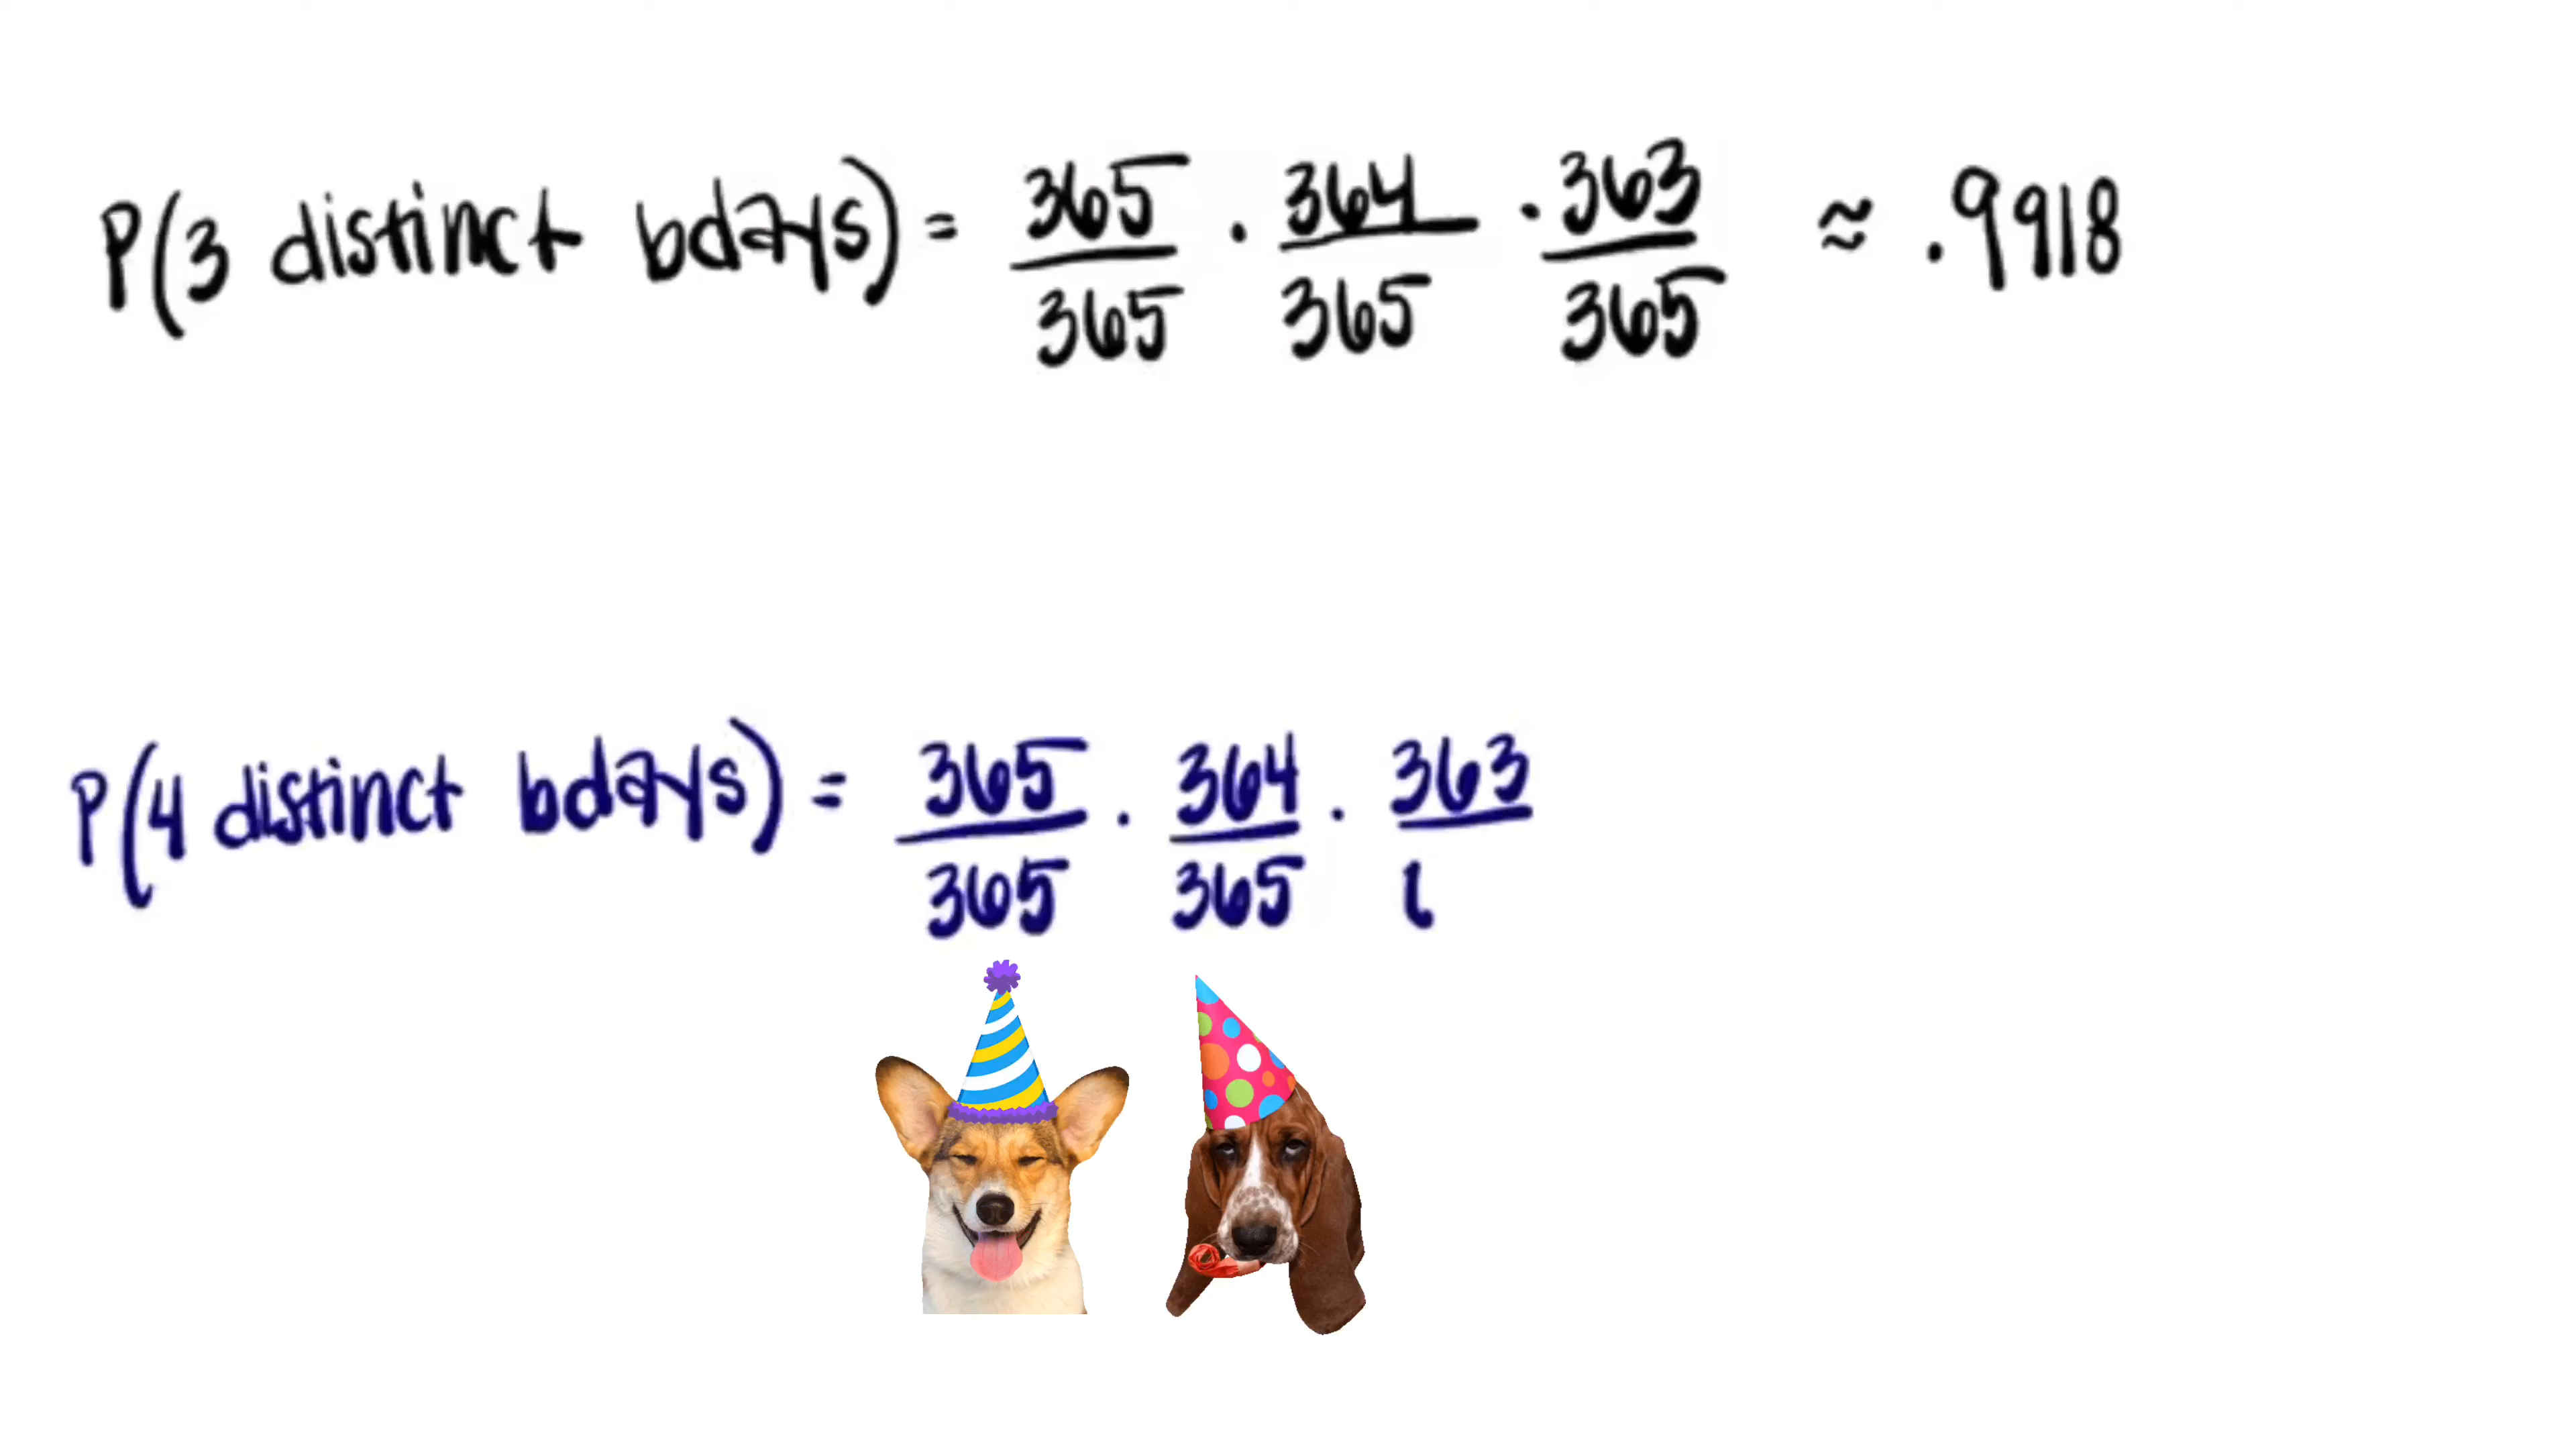 P(3 distinct bdays) = 365/365 · 364/365 · 363/365 ≈ .9918
P(4 distinct bdays) = 365/365 · 364/365 · 363/